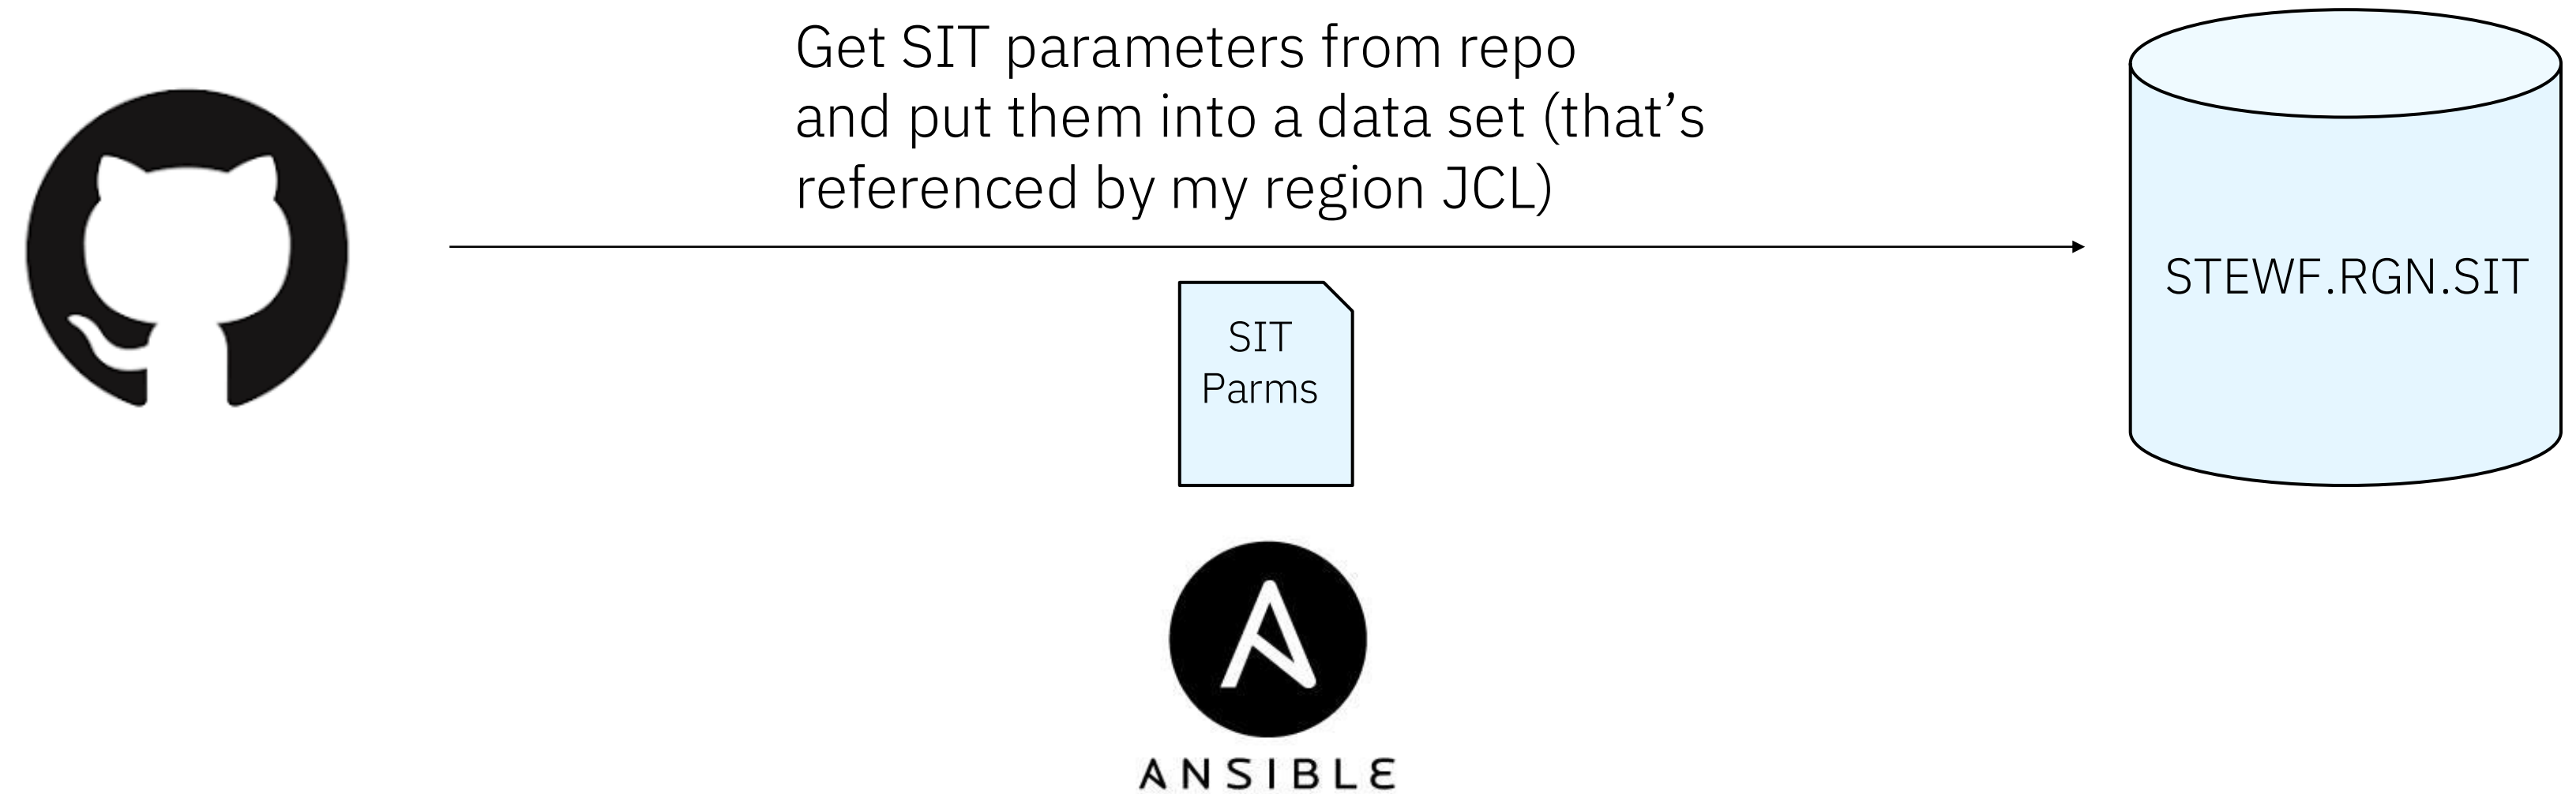 Get SIT parameters from repo
and put them into a data set (that’s
referenced by my region JCL)
STEWF.RGN.SIT
SIT
Parms
ANSIBLE